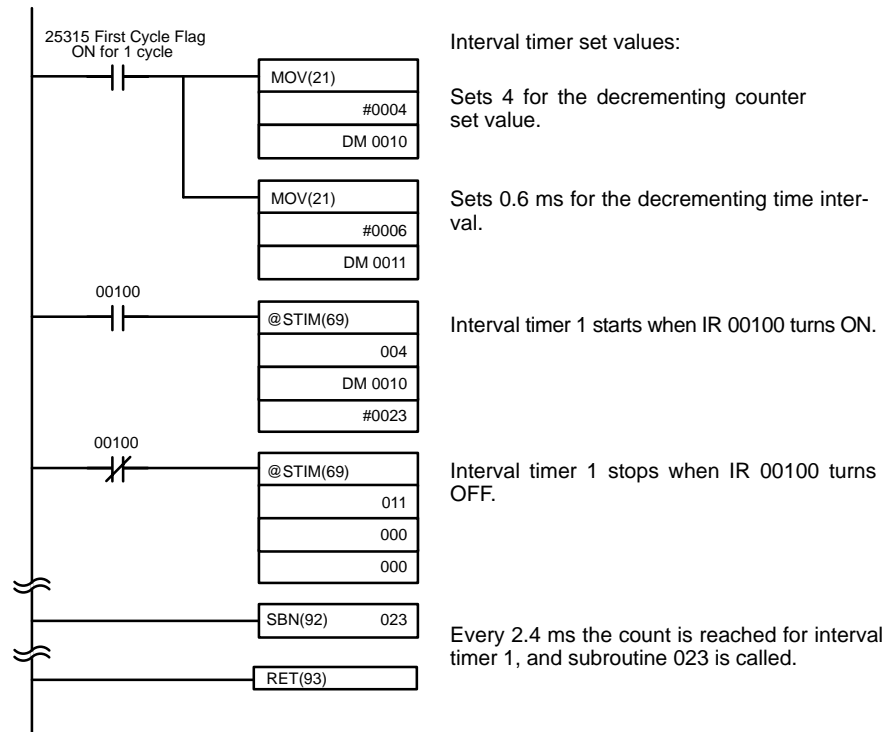 25315 First Cycle Flag
ON for 1 cycle
Interval timer set values:
MOV(21)
#0004
DM 0010
Sets 4 for the decrementing counter
set value.
MOV(21)
#0006
DM 0011
Sets 0.6 ms for the decrementing time inter-
val.
00100
@STIM(69)
004
DM 0010
#0023
Interval timer 1 starts when IR 00100 turns ON.
00100
@STIM(69)
011
000
000
Interval timer 1 stops when IR 00100 turns
OFF.
SBN(92) 023
Every 2.4 ms the count is reached for interval
timer 1, and subroutine 023 is called.
RET(93)